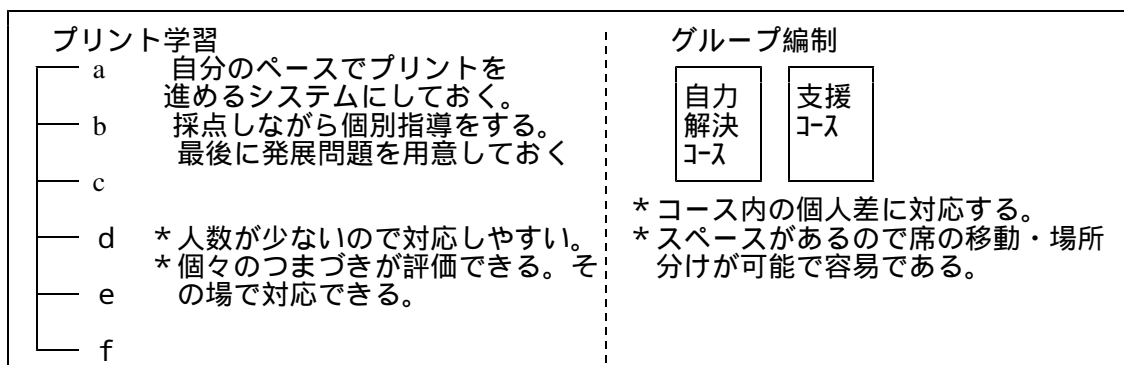 プリント学習
a 自分のペースでプリントを
進めるシステムにしておく。
b 採点しながら個別指導をする。
最後に発展問題を用意しておく
c
d *人数が少ないので対応しやすい。
*個々のつまづきが評価できる。そ
e の場で対応できる。
f
グループ編制
自力
解決
コース
支援
コース
*コース内の個人差に対応する。
*スペースがあるので席の移動・場所
分けが可能で容易である。